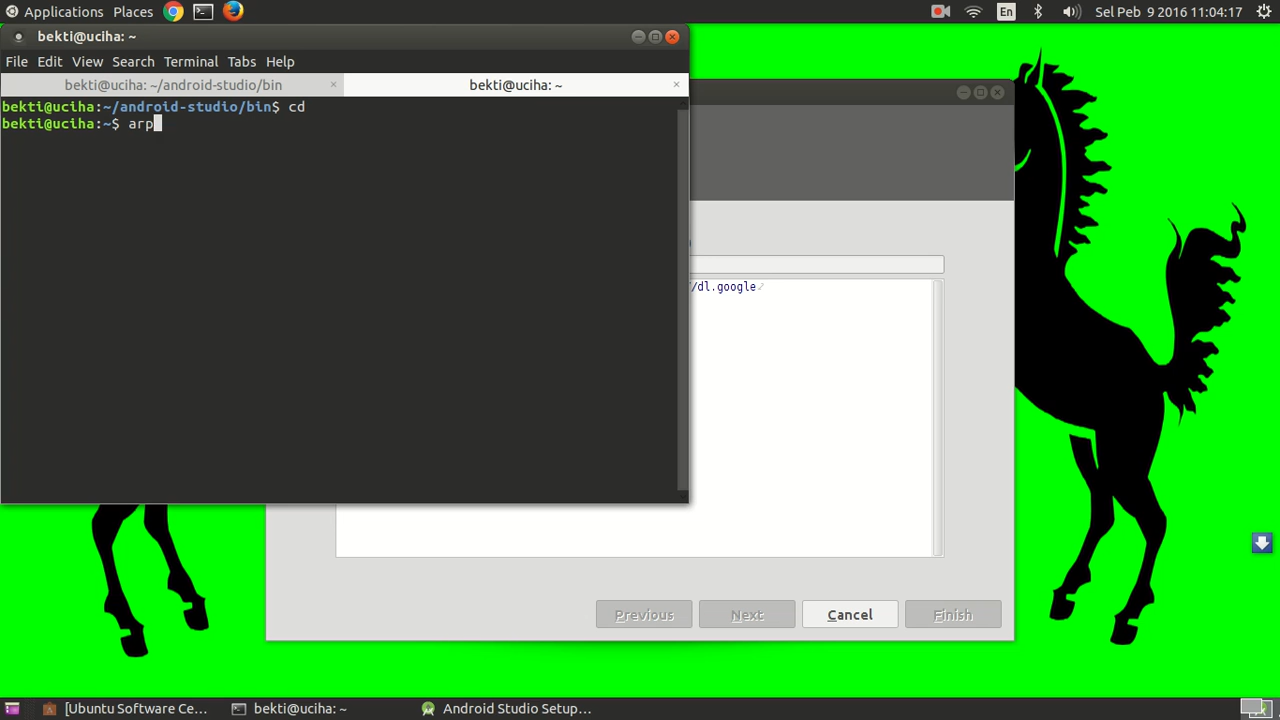 Applications Places En Sel Peb 9 2016 11:04:17
bekti@uciha: ~
File Edit View Search Terminal Tabs Help
bekti@uciha: ~/android-studio/bin × bekti@uciha: ~ ×
bekti@uciha:~/android-studio/bin$ cd
bekti@uciha:~$ arp
/dl.google
Previous Next Cancel Finish
[Ubuntu Software Ce... bekti@uciha: ~ Android Studio Setup...